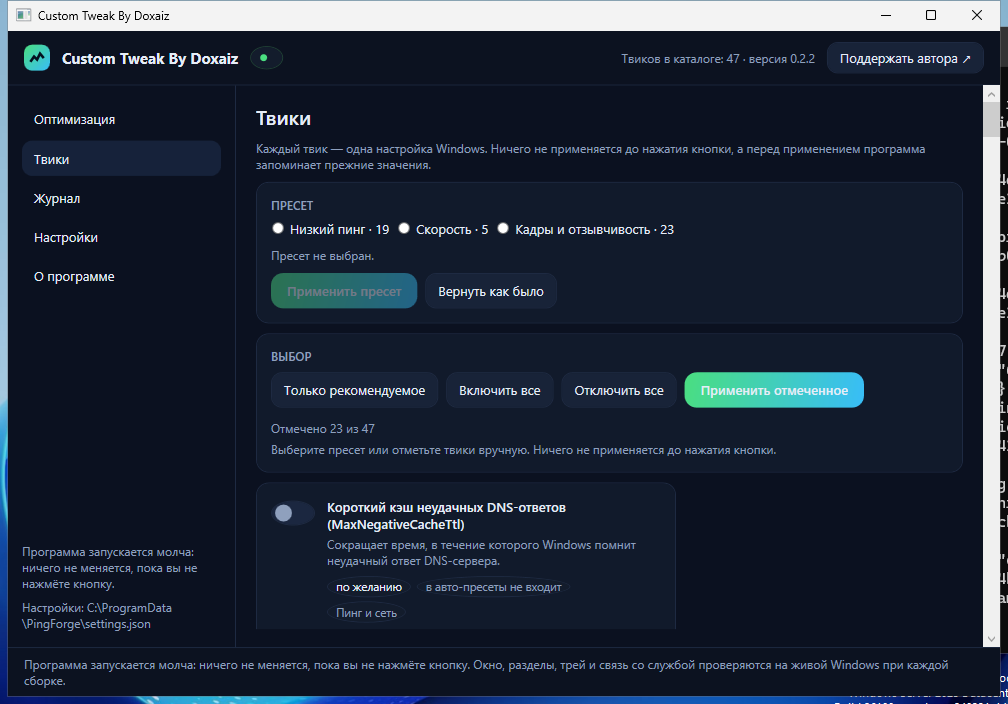 Custom Tweak By Doxaiz
Custom Tweak By Doxaiz
Твиков в каталоге: 47 · версия 0.2.2
Поддержать автора ↗
Оптимизация
Твики
Журнал
Настройки
О программе
Программа запускается молча:
ничего не меняется, пока вы не
нажмёте кнопку.
Настройки: C:\ProgramData
\PingForge\settings.json
Твики
Каждый твик — одна настройка Windows. Ничего не применяется до нажатия кнопки, а перед применением программа
запоминает прежние значения.
ПРЕСЕТ
Низкий пинг · 19 Скорость · 5 Кадры и отзывчивость · 23
Пресет не выбран.
Применить пресет Вернуть как было
ВЫБОР
Только рекомендуемое Включить все Отключить все Применить отмеченное
Отмечено 23 из 47
Выберите пресет или отметьте твики вручную. Ничего не применяется до нажатия кнопки.
Короткий кэш неудачных DNS-ответов
(MaxNegativeCacheTtl)
Сокращает время, в течение которого Windows помнит
неудачный ответ DNS-сервера.
по желанию в авто-пресеты не входит
Пинг и сеть
Программа запускается молча: ничего не меняется, пока вы не нажмёте кнопку. Окно, разделы, трей и связь со службой проверяются на живой Windows при каждой
сборке.